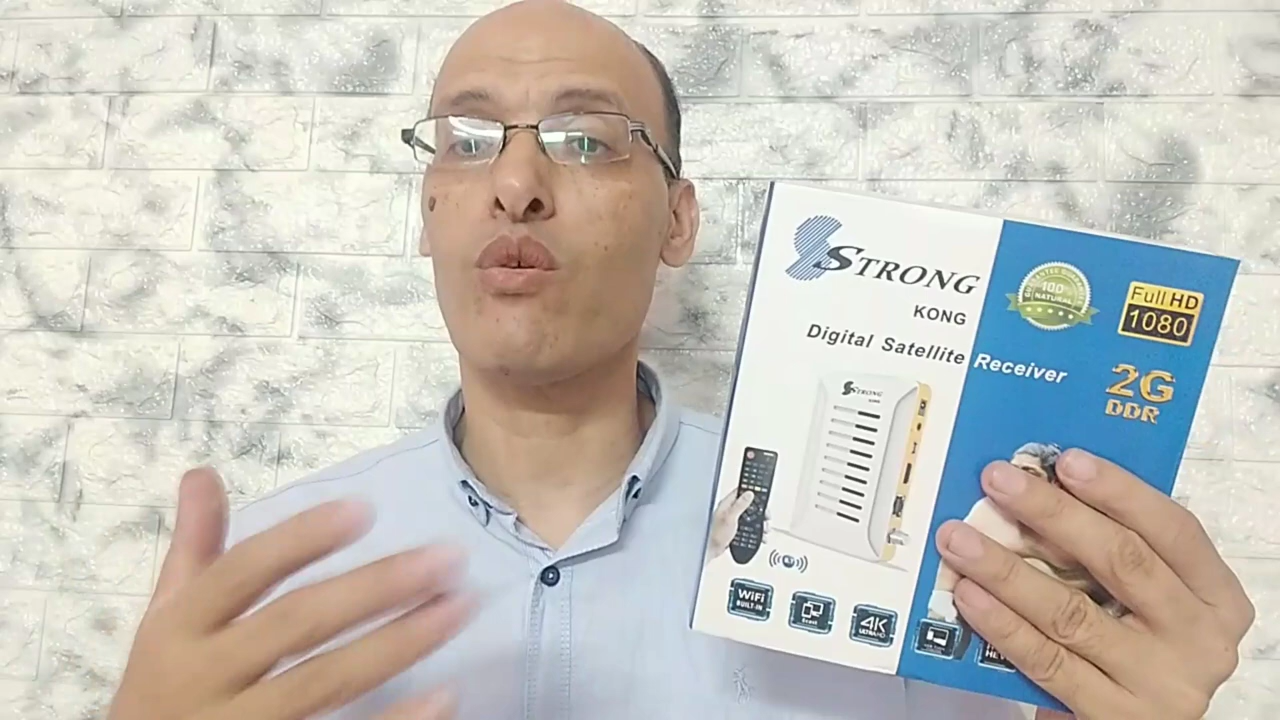 STRONG
KONG
Digital Satellite Receiver
100%
NATURAL
Full HD
1080
2G
DDR
STRONG
WiFi
BUILT-IN
4K
ULTRA HD